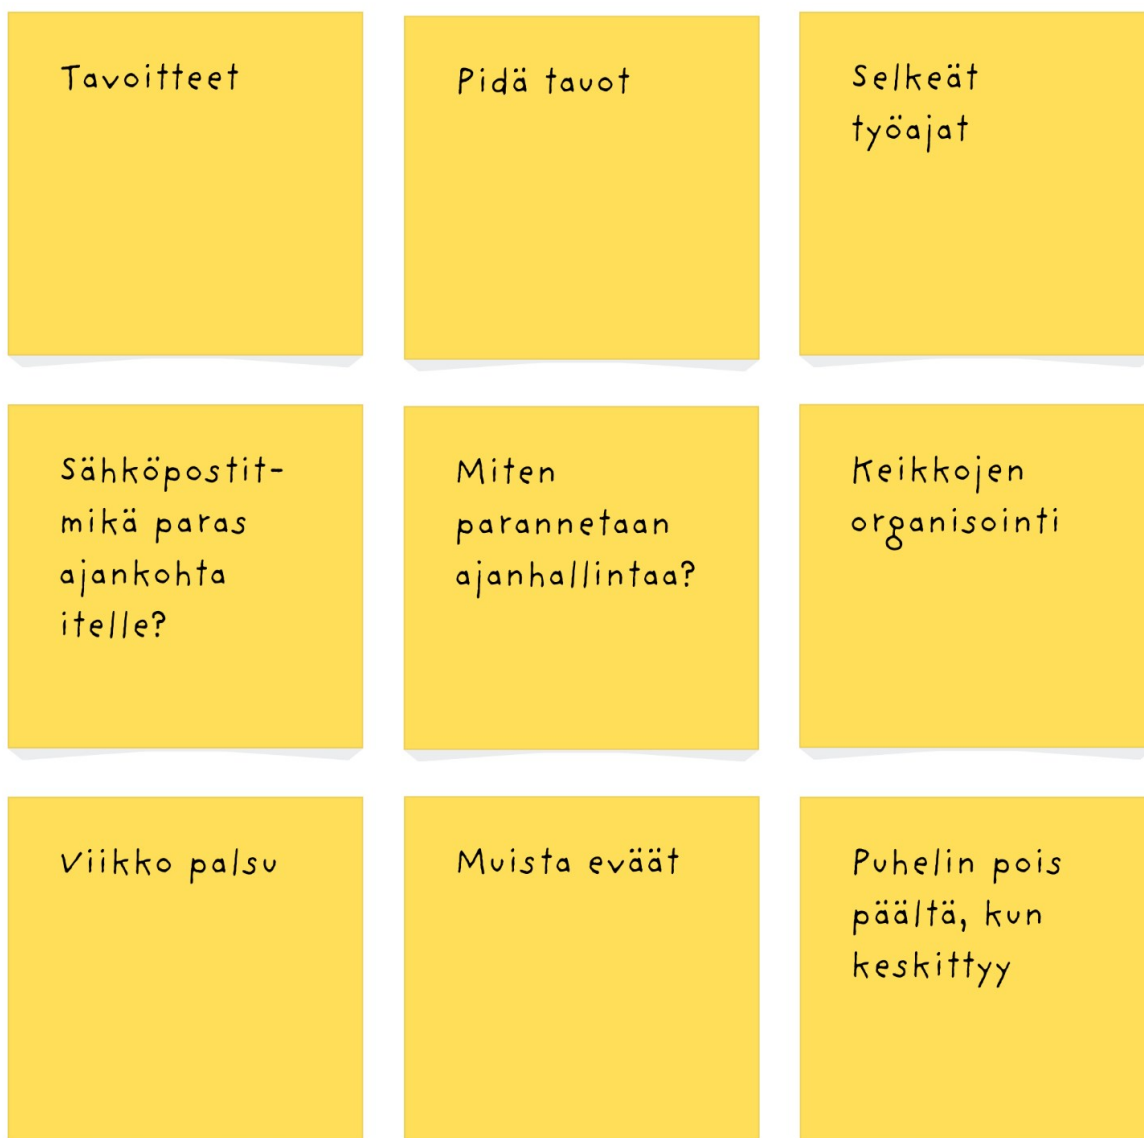 Tavoitteet
Pidä tauot
Selkeät
työajat
Sähköpostit-
mikä paras
ajankohta
itelle?
Miten
parannetaan
ajanhallintaa?
Keikkojen
organisointi
Viikko palsu
Muista eväät
Puhelin pois
päältä, kun
keskittyy